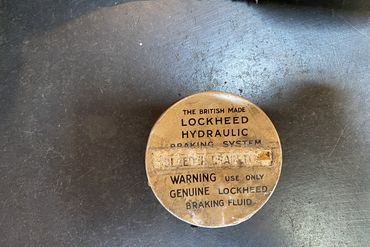 THE BRITISH MADE
LOCKHEED
HYDRAULIC
BRAKING SYSTEM
WARNING USE ONLY
GENUINE LOCKHEED
BRAKING FLUID